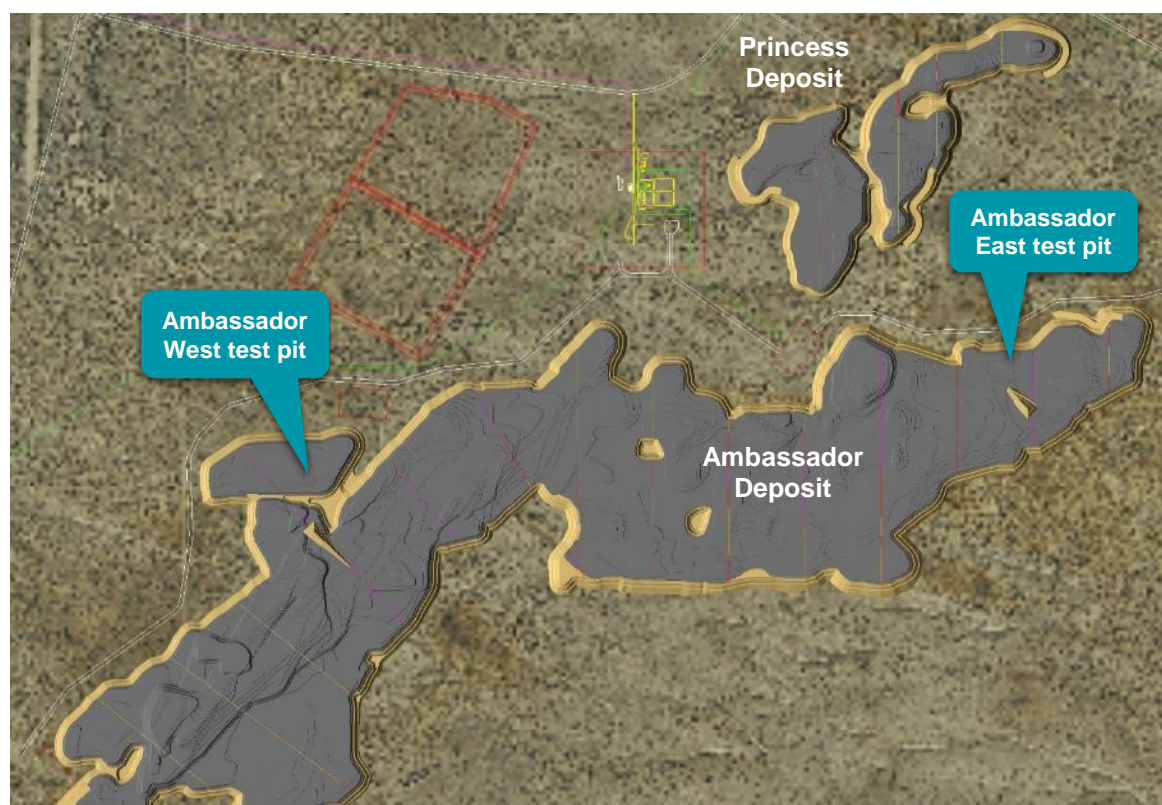 Princess
Deposit
Ambassador
East test pit
Ambassador
West test pit
Ambassador
Deposit